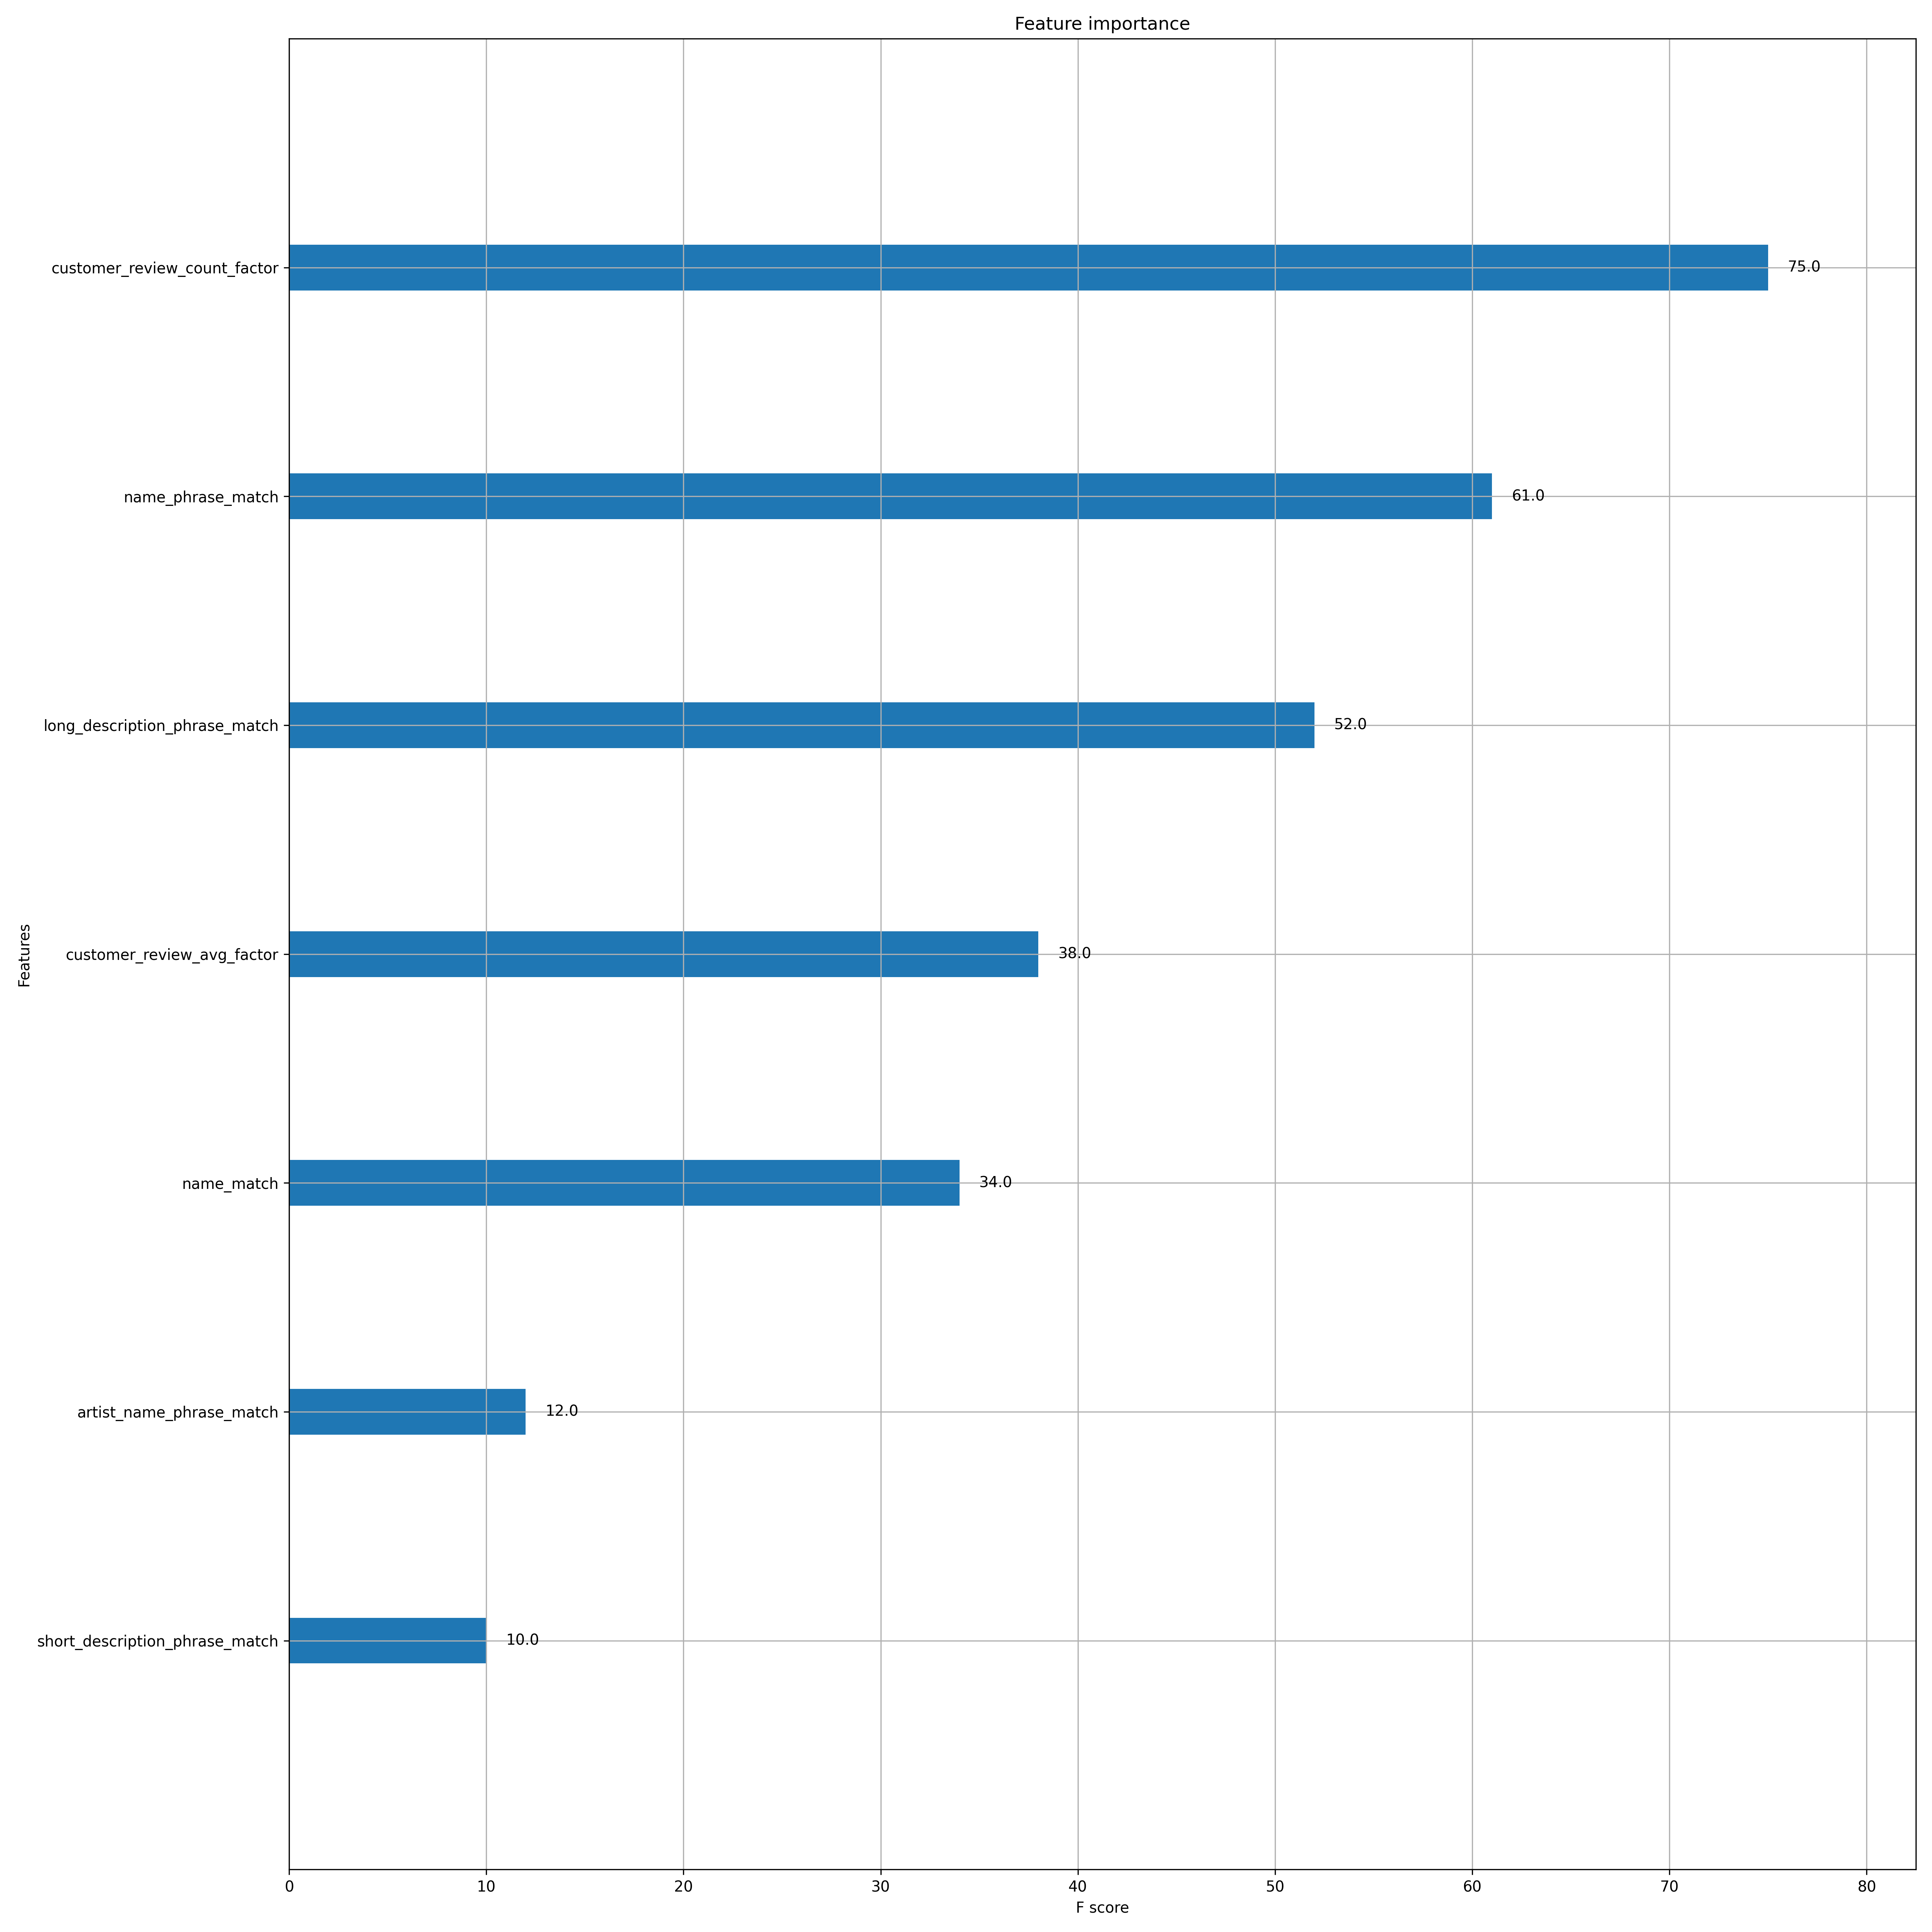 Feature importance
customer_review_count_factor
75.0
name_phrase_match
61.0
long_description_phrase_match
52.0
customer_review_avg_factor
38.0
name_match
34.0
artist_name_phrase_match
12.0
short_description_phrase_match
10.0
Features
0 10 20 30 40 50 60 70 80
F score